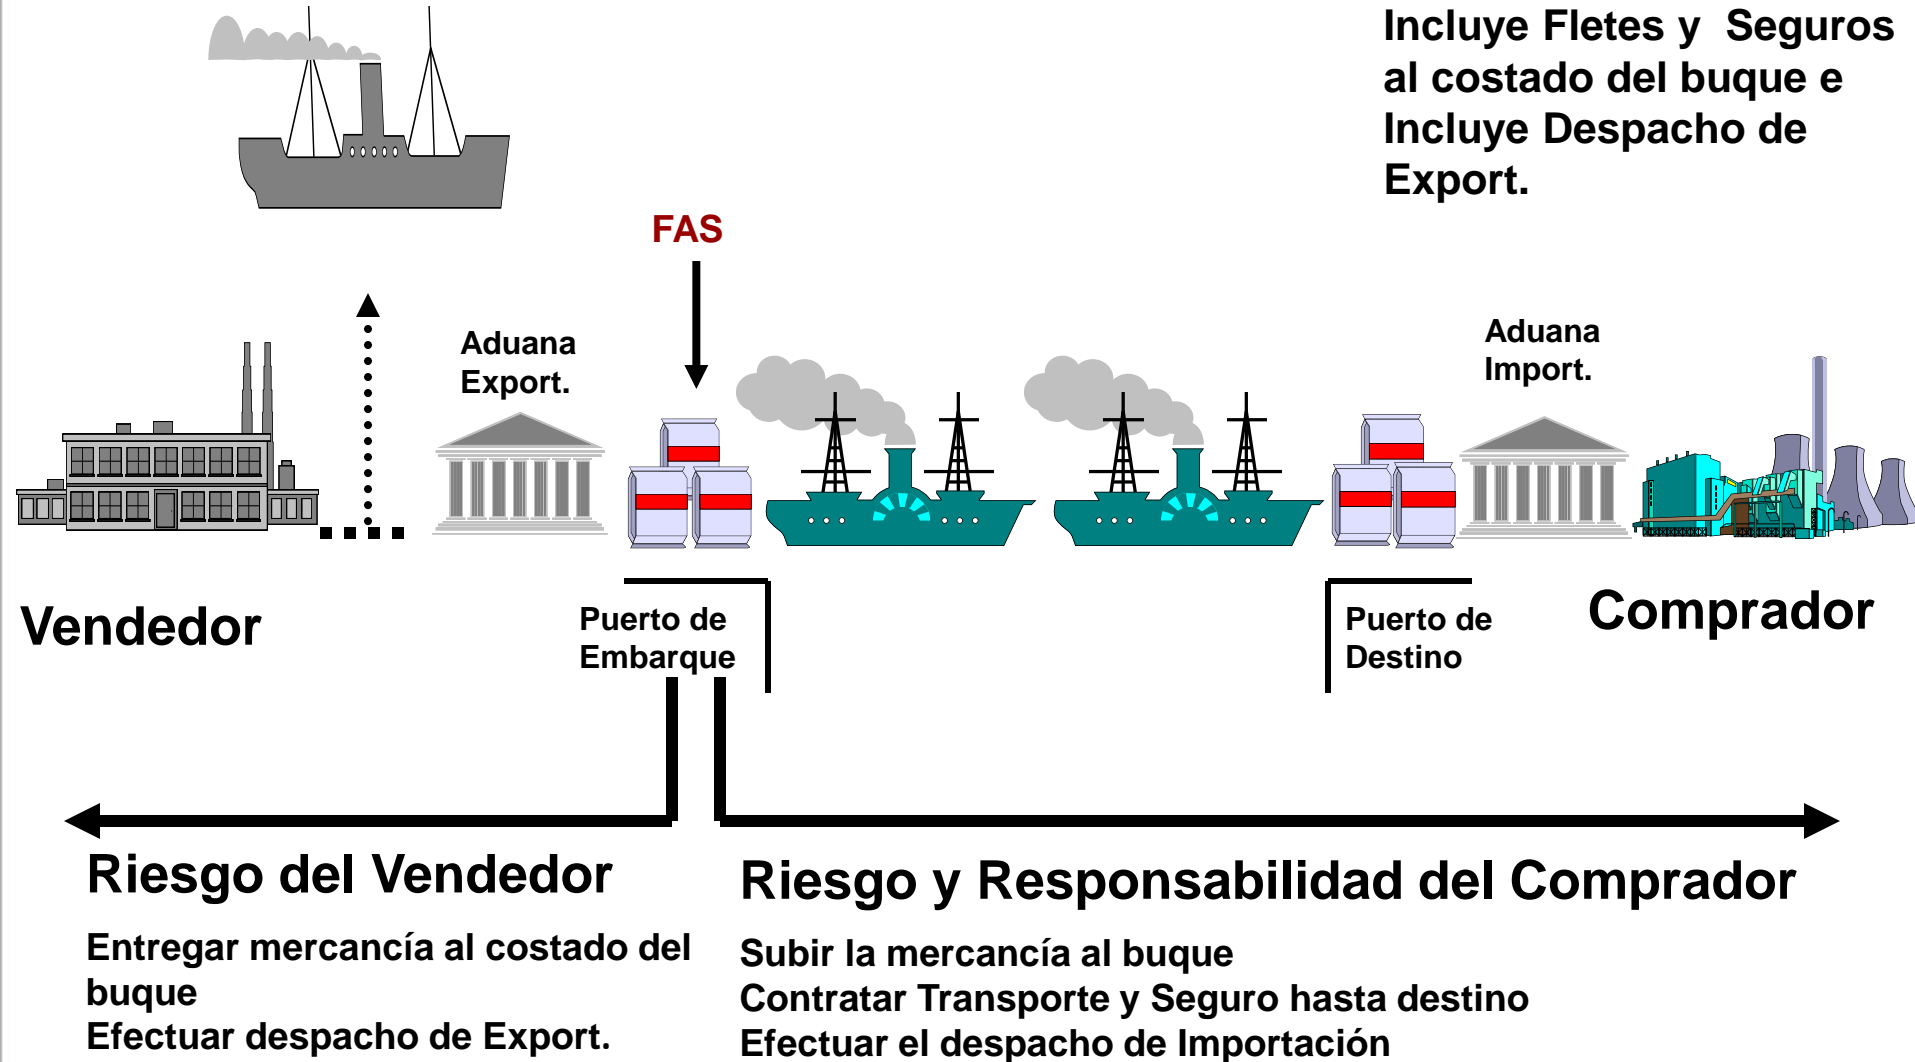 Incluye Fletes y Seguros
al costado del buque e
Incluye Despacho de
Export.
FAS
Aduana
Export.
Aduana
Import.
Vendedor
Puerto de
Embarque
Puerto de
Destino
Comprador
Riesgo del Vendedor
Entregar mercancía al costado del
buque
Efectuar despacho de Export.
Riesgo y Responsabilidad del Comprador
Subir la mercancía al buque
Contratar Transporte y Seguro hasta destino
Efectuar el despacho de Importación